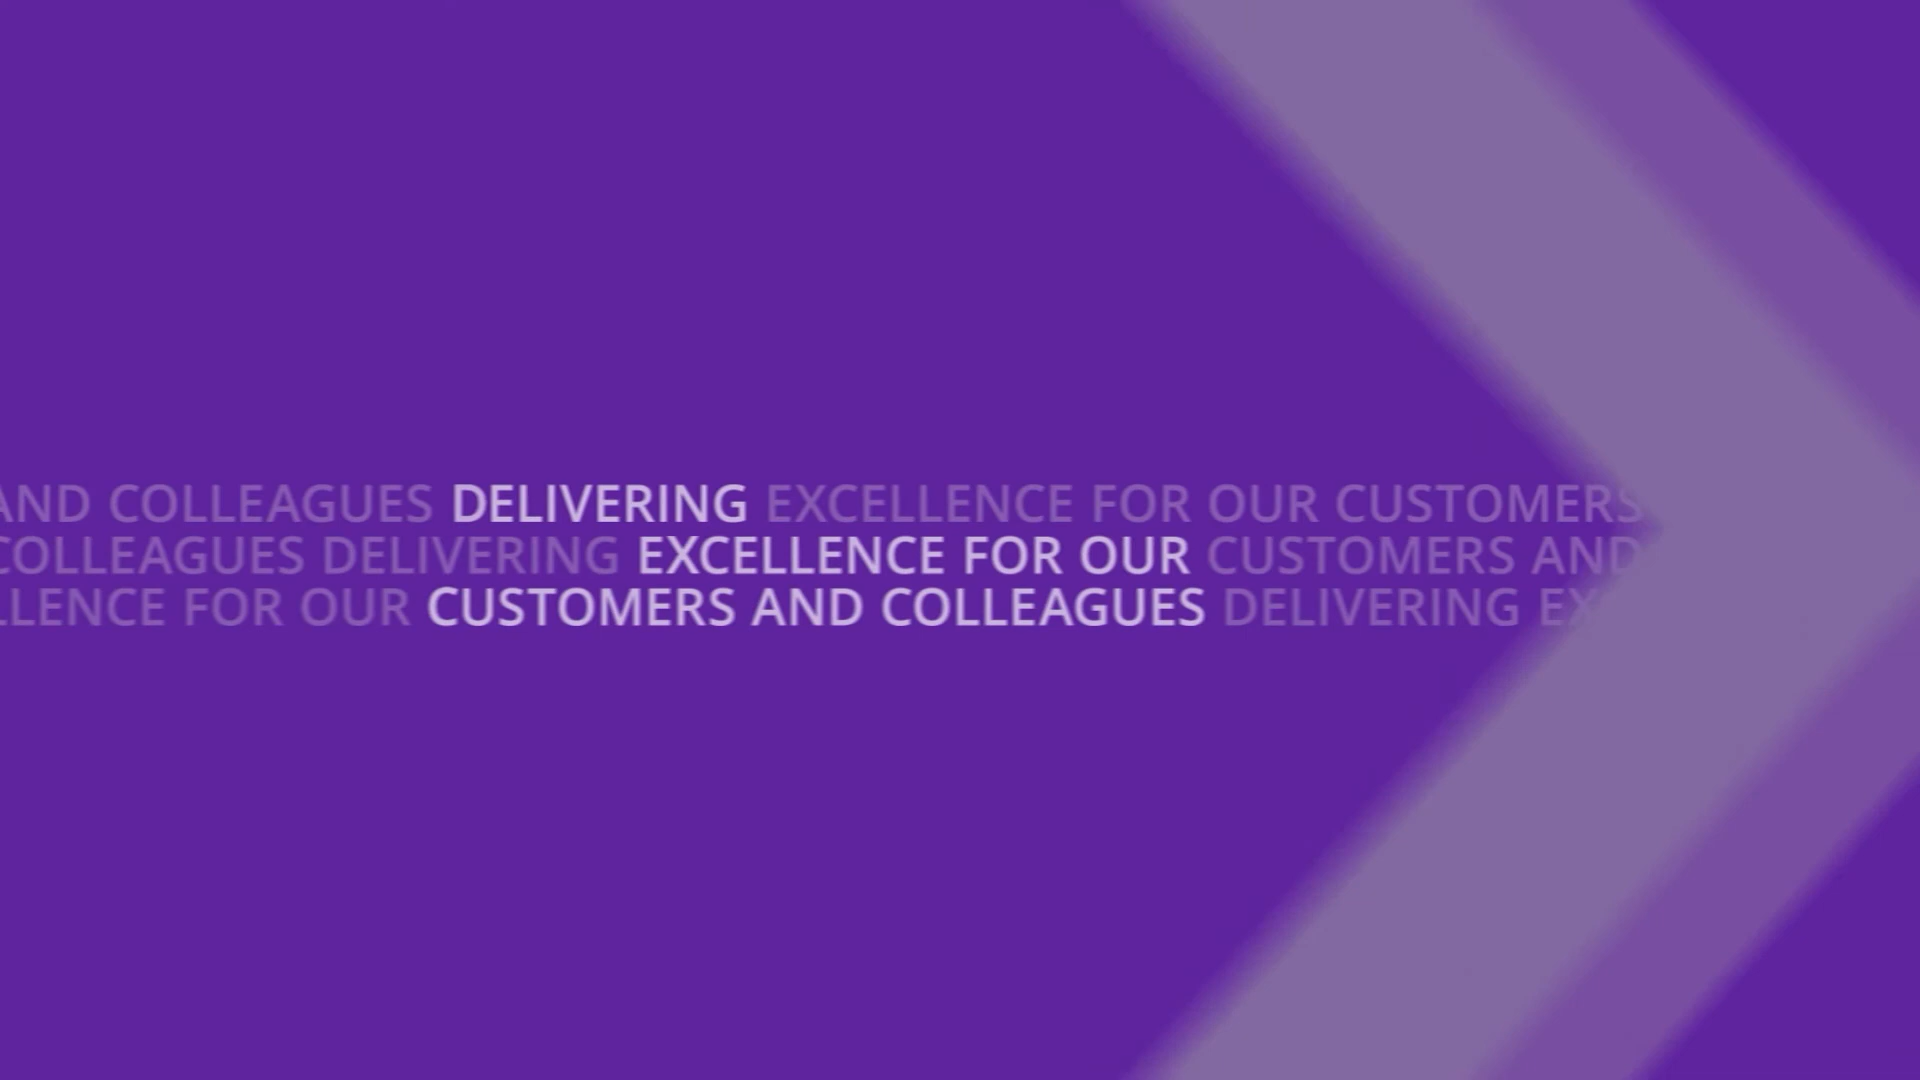 AND COLLEAGUES DELIVERING EXCELLENCE FOR OUR CUSTOMERS
COLLEAGUES DELIVERING EXCELLENCE FOR OUR CUSTOMERS AND
LLENCE FOR OUR CUSTOMERS AND COLLEAGUES DELIVERING EX